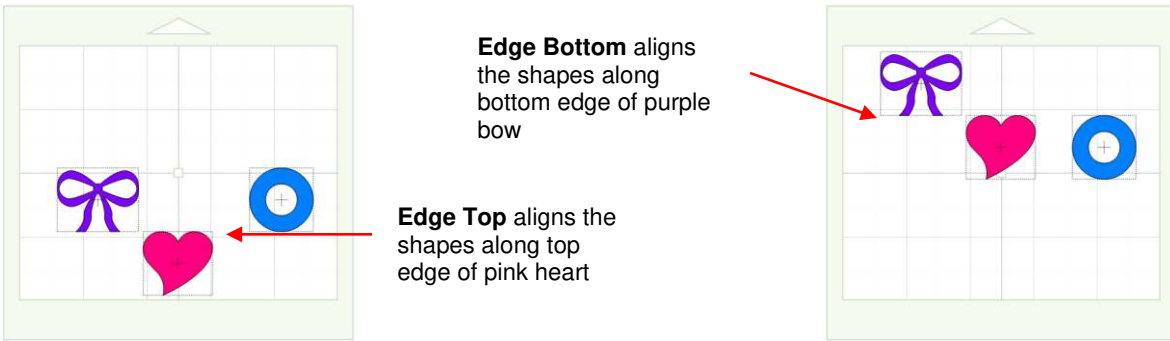 Edge Bottom aligns
the shapes along
bottom edge of purple
bow
Edge Top aligns the
shapes along top
edge of pink heart